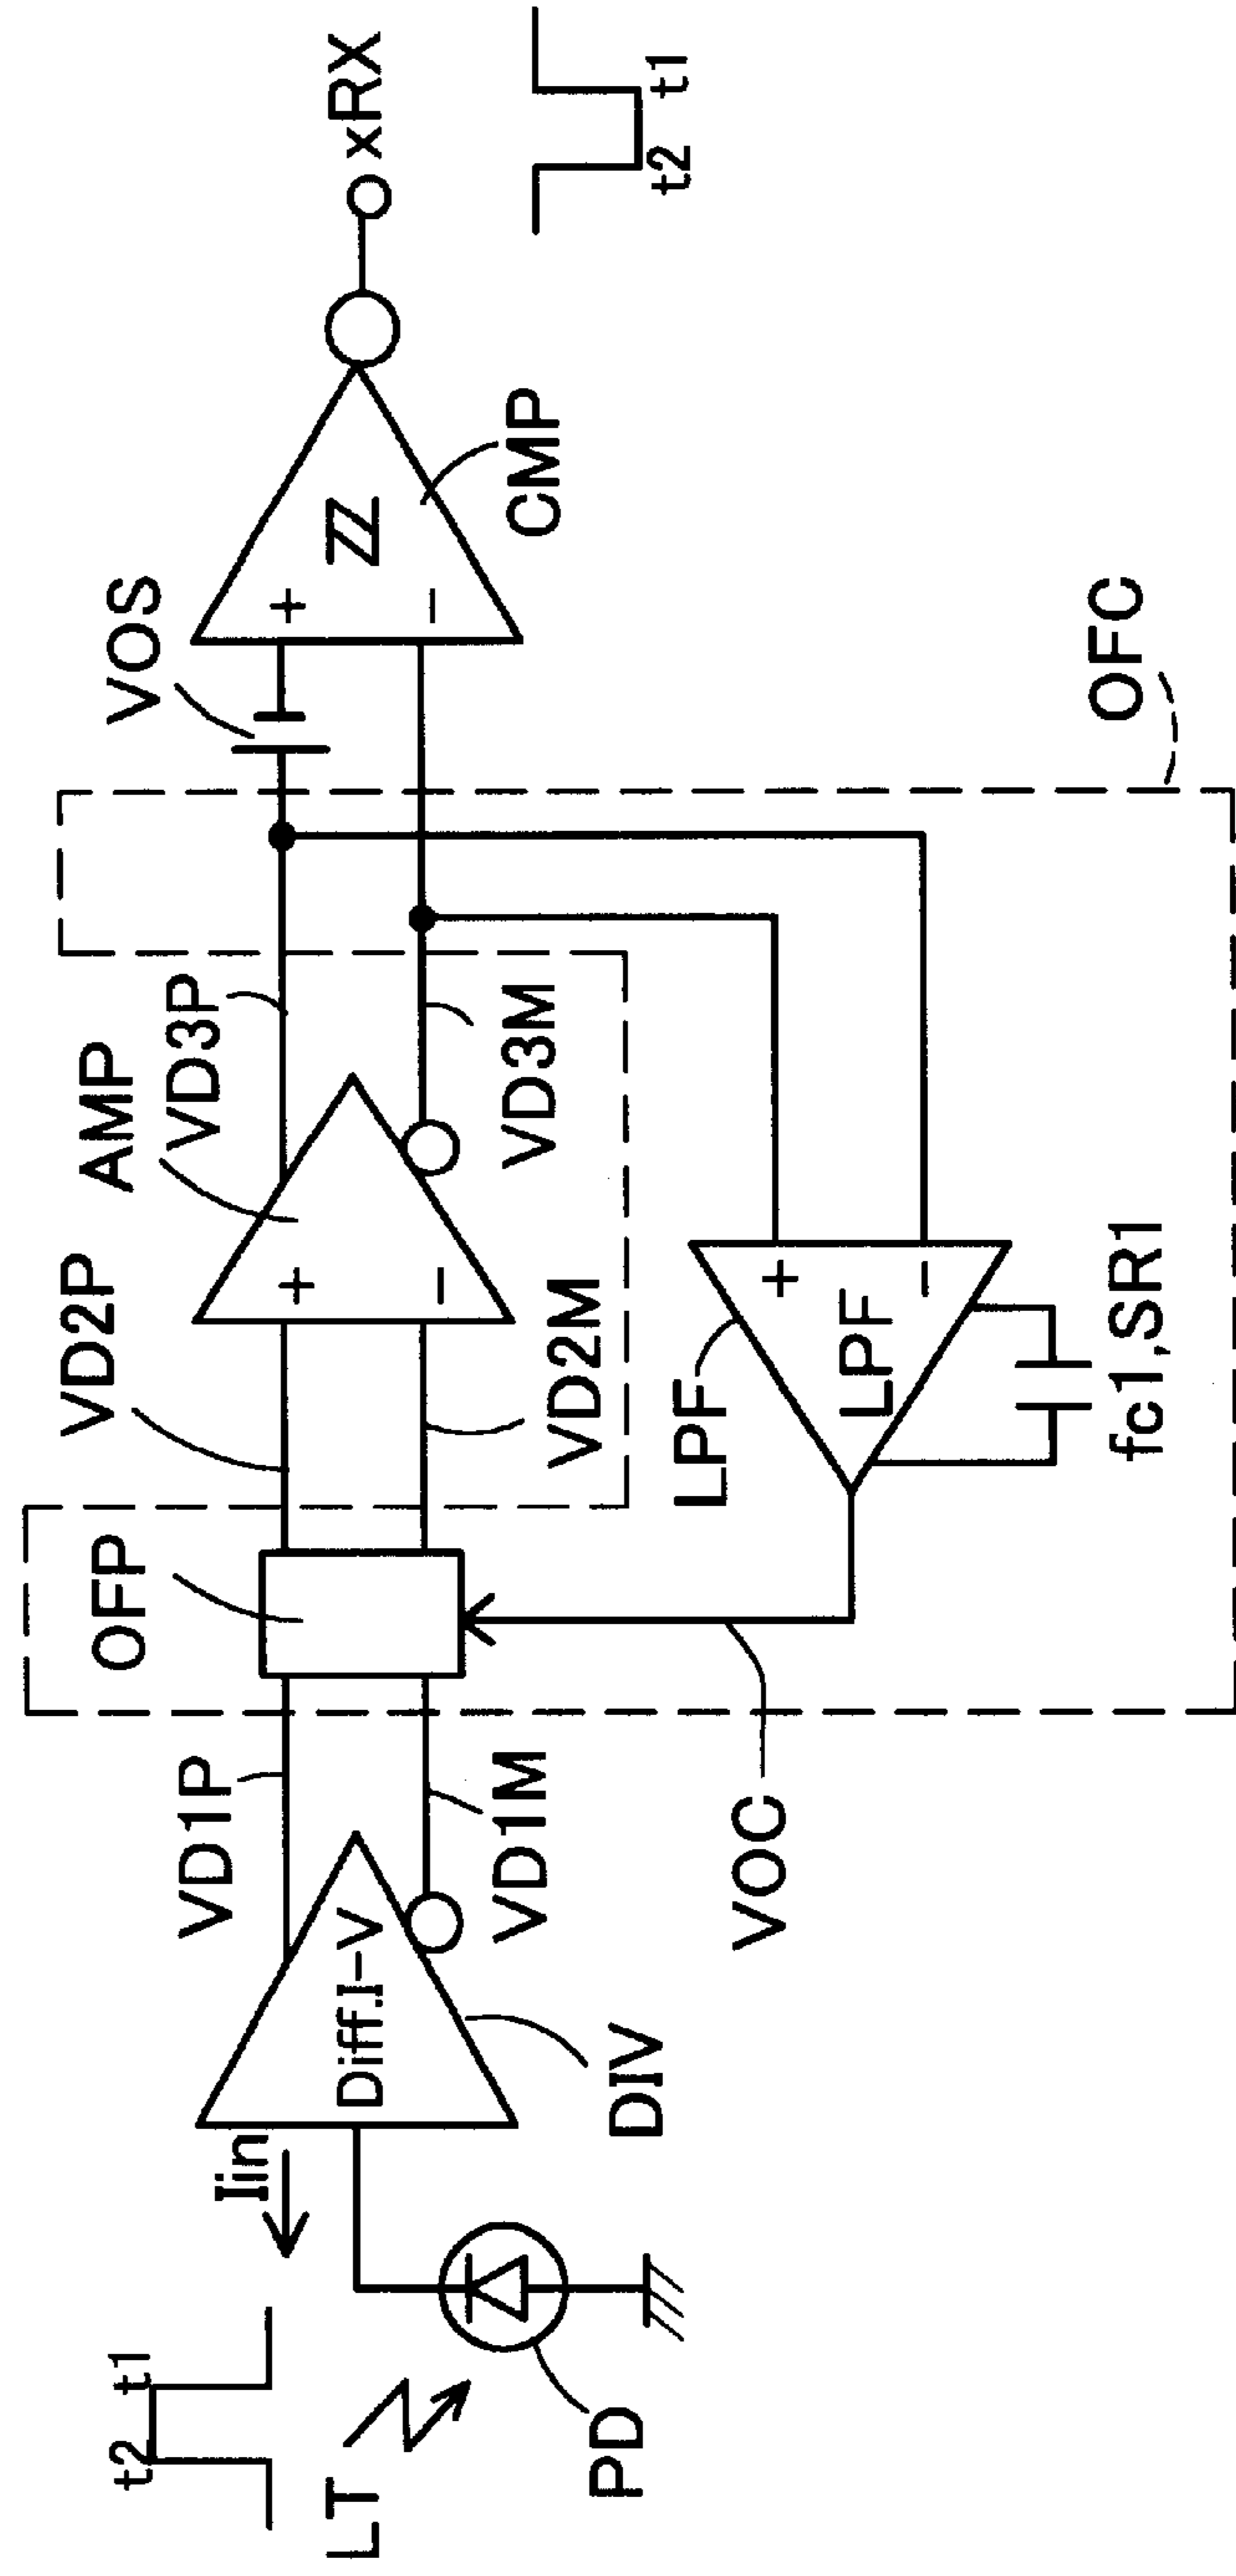 t2 t1
LT
PD
Iin
Diff.I-V
DIV
VD1P
VD1M
OFP
VOC
VD2P
VD2M
+
−
AMP
VD3P
VD3M
LPF
LPF
+
−
fc1,SR1
OFC
VOS
+
−
CMP
xRX
t2 t1